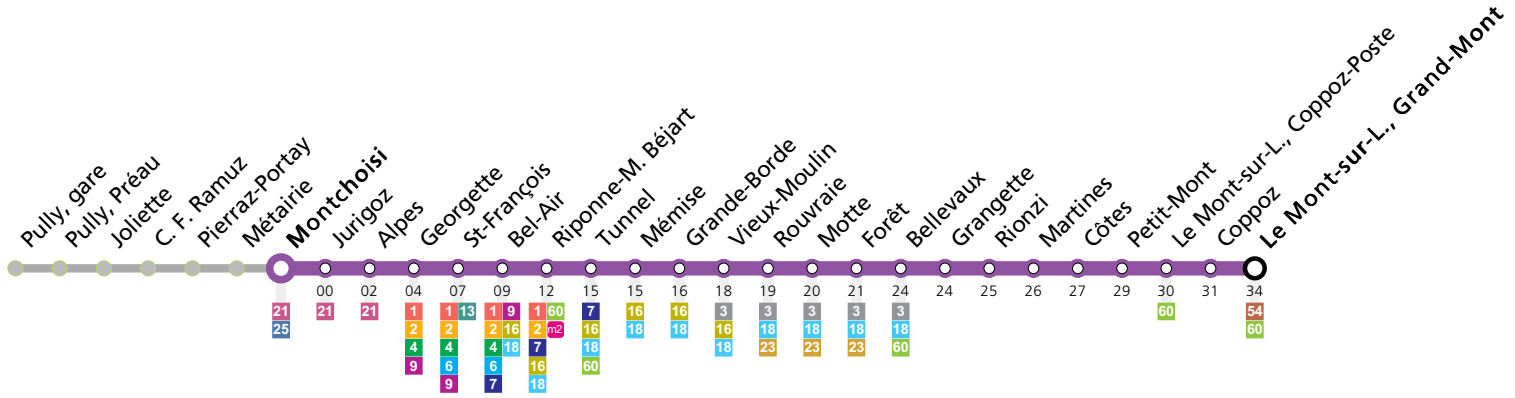 Pully, gare
Pully, Préau
Joliette
C. F. Ramuz
Pierraz-Portay
Métairie
Montchoisi
Jurigoz
Alpes
Georgette
St-François
Bel-Air
Riponne-M. Béjart
Tunnel
Mémise
Grande-Borde
Vieux-Moulin
Rouvraie
Motte
Forêt
Bellevaux
Grangette
Rionzi
Martines
Côtes
Petit-Mont
Le Mont-sur-L., Coppoz-Poste
Coppoz
Le Mont-sur-L., Grand-Mont
00 02 04 07 09 12 15 15 16 18 19 20 21 24 24 25 26 27 29 30 31 34
21 21 21 1 1 13 1 9 1 60 7 16 16 3 3 3 3 3 60 54
25 2 2 2 16 2 m2 16 18 18 16 18 18 18 18 60
4 4 4 18 7 18 18 23 23 23 60
9 6 6 16 60
9 7 18